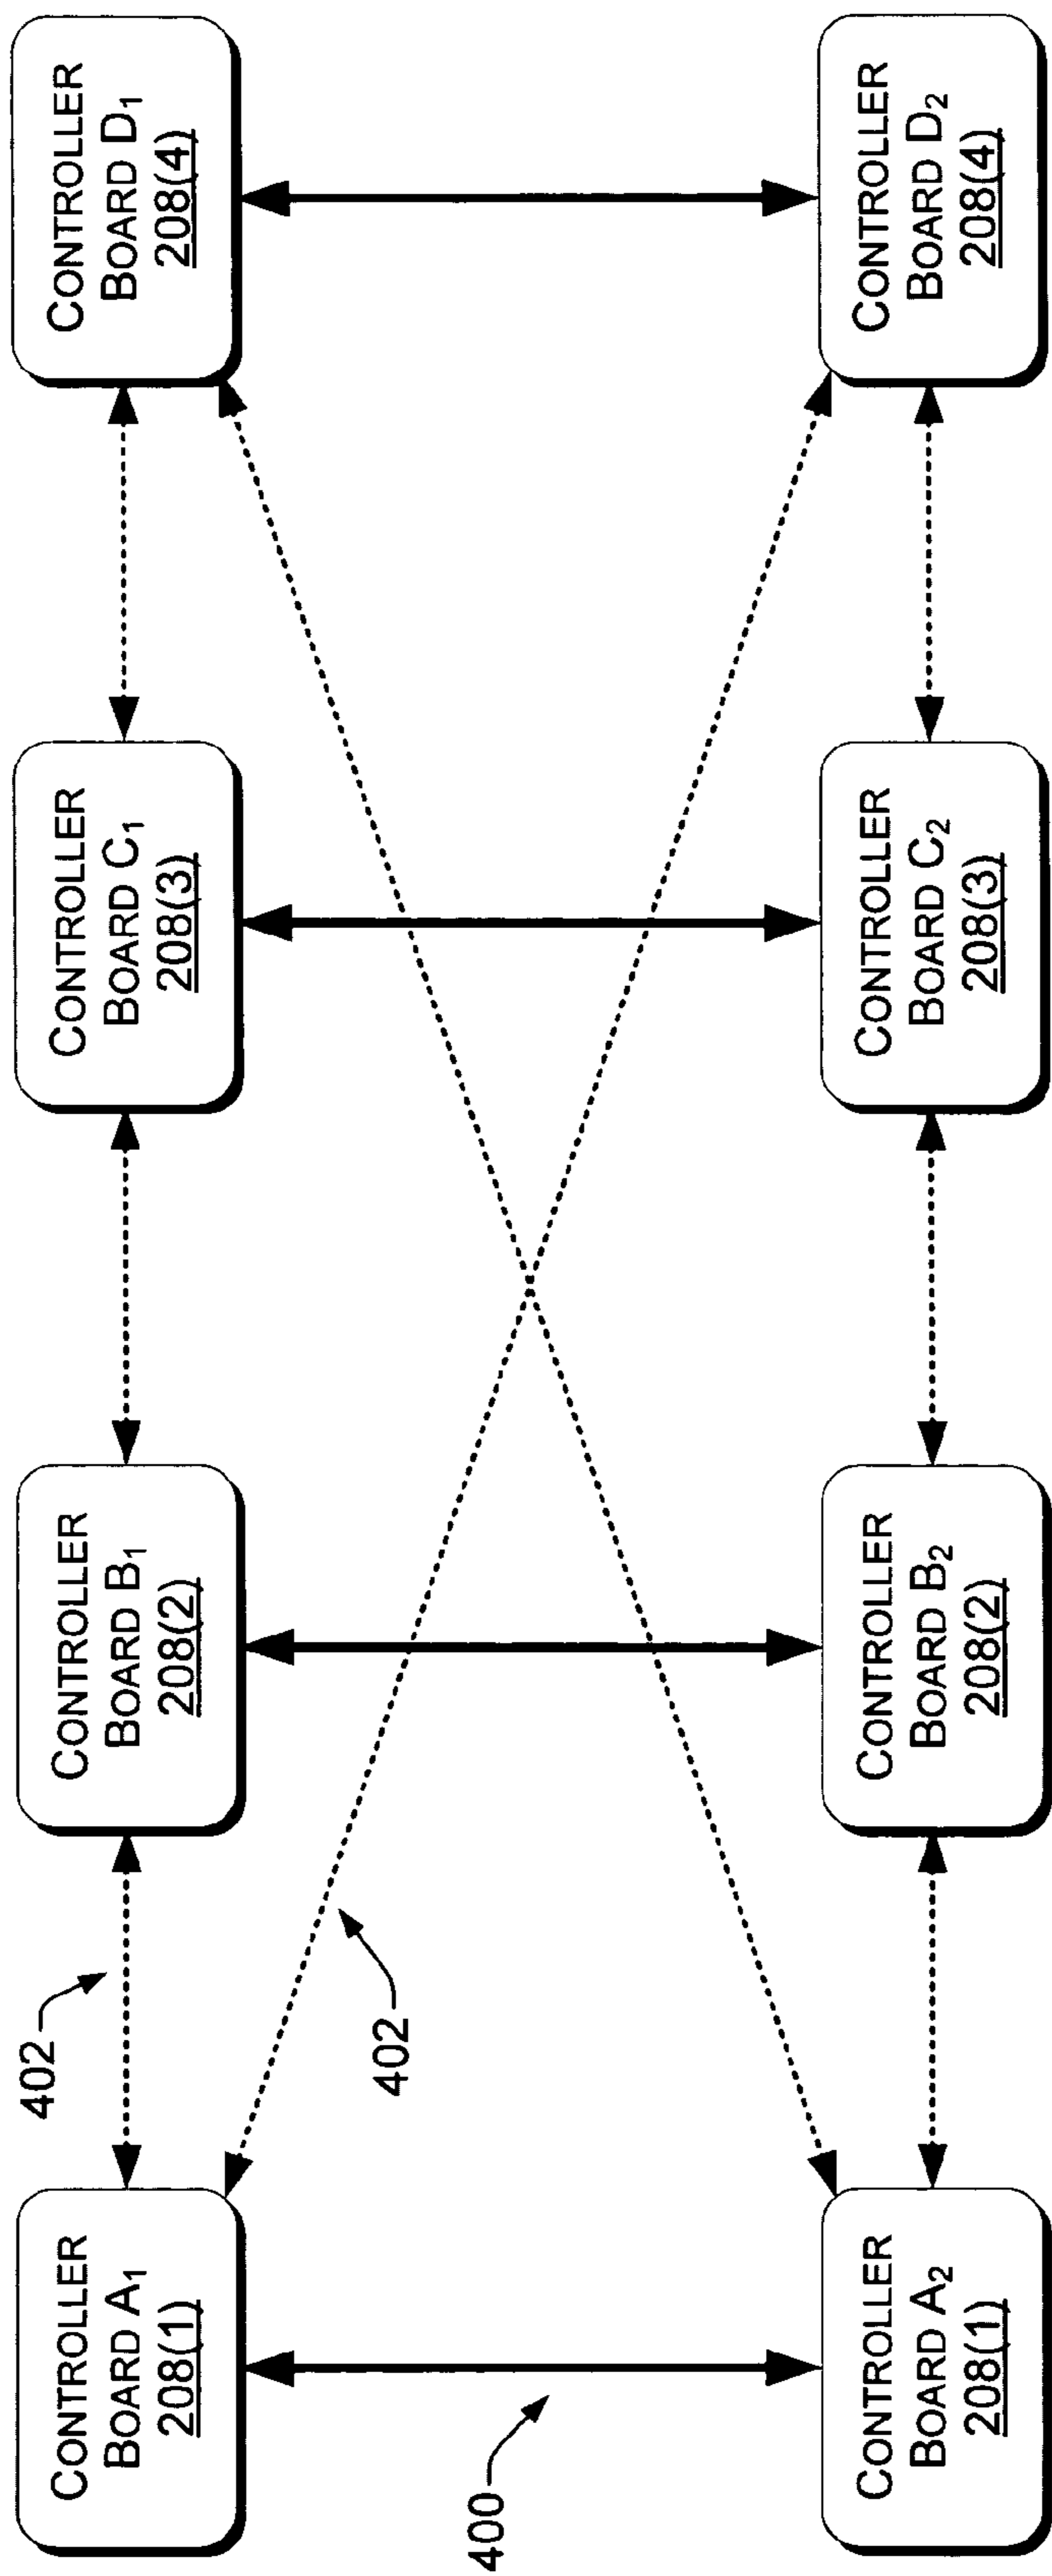 CONTROLLER
BOARD A₁
208(1)
402
CONTROLLER
BOARD B₁
208(2)
CONTROLLER
BOARD C₁
208(3)
CONTROLLER
BOARD D₁
208(4)
400
402
CONTROLLER
BOARD A₂
208(1)
CONTROLLER
BOARD B₂
208(2)
CONTROLLER
BOARD C₂
208(3)
CONTROLLER
BOARD D₂
208(4)